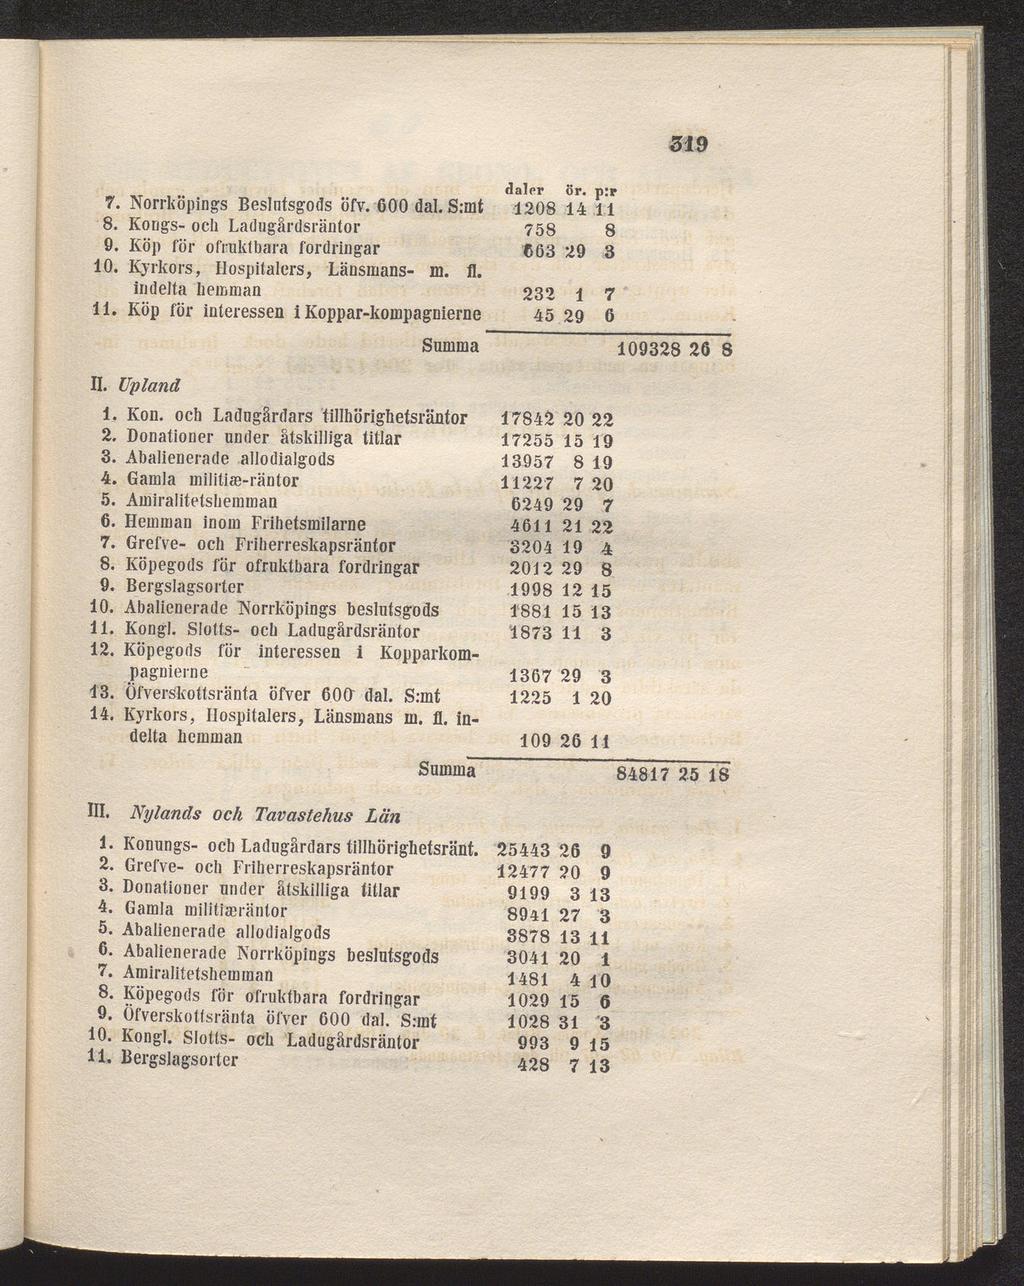 319
daler ör. p:r
7. Norrköpings Beslutsgods öfv. 600 dal. S:mt 1208 14 11
8. Kongs- och Ladugårdsräntor 758 8
9. Köp för ofruktbara fordringar 663 29 3
10. Kyrkors, Hospitalers, Länsmans- m. fl.
indelta hemman 232 1 7
11. Köp för interessen i Koppar-kompagnierne 45 29 6
Summa 109328 26 8
II. Upland
1. Kon. och Ladugårdars tillhörighetsräntor 17842 20 22
2. Donationer under åtskilliga titlar 17255 15 19
3. Abalienerade allodialgods 13957 8 19
4. Gamla militiæ-räntor 11227 7 20
5. Amiralitetshemman 6249 29 7
6. Hemman inom Frihetsmilarne 4611 21 22
7. Grefve- och Friherreskapsräntor 3204 19 4
8. Köpegods för ofruktbara fordringar 2012 29 8
9. Bergslagsorter 1998 12 15
10. Abalienerade Norrköpings beslutsgods 1881 15 13
11. Kongl. Slotts- och Ladugårdsräntor 1873 11 3
12. Köpegods för interessen i Kopparkom-
pagnierne 1367 29 3
13. Öfverskottsränta öfver 600 dal. S:mt 1225 1 20
14. Kyrkors, Hospitalers, Länsmans m. fl. in-
delta hemman 109 26 11
Summa 84817 25 18
III. Nylands och Tavastehus Län
1. Konungs- och Ladugårdars tillhörighetsränt. 25443 26 9
2. Grefve- och Friherreskapsräntor 12477 20 9
3. Donationer under åtskilliga titlar 9199 3 13
4. Gamla militiæräntor 8941 27 3
5. Abalienerade allodialgods 3878 13 11
6. Abalienerade Norrköpings beslutsgods 3041 20 1
7. Amiralitetshemman 1481 4 10
8. Köpegods för ofruktbara fordringar 1029 15 6
9. Öfverskottsränta öfver 600 dal. S:mt 1028 31 3
10. Kongl. Slotts- och Ladugårdsräntor 993 9 15
11. Bergslagsorter 428 7 13